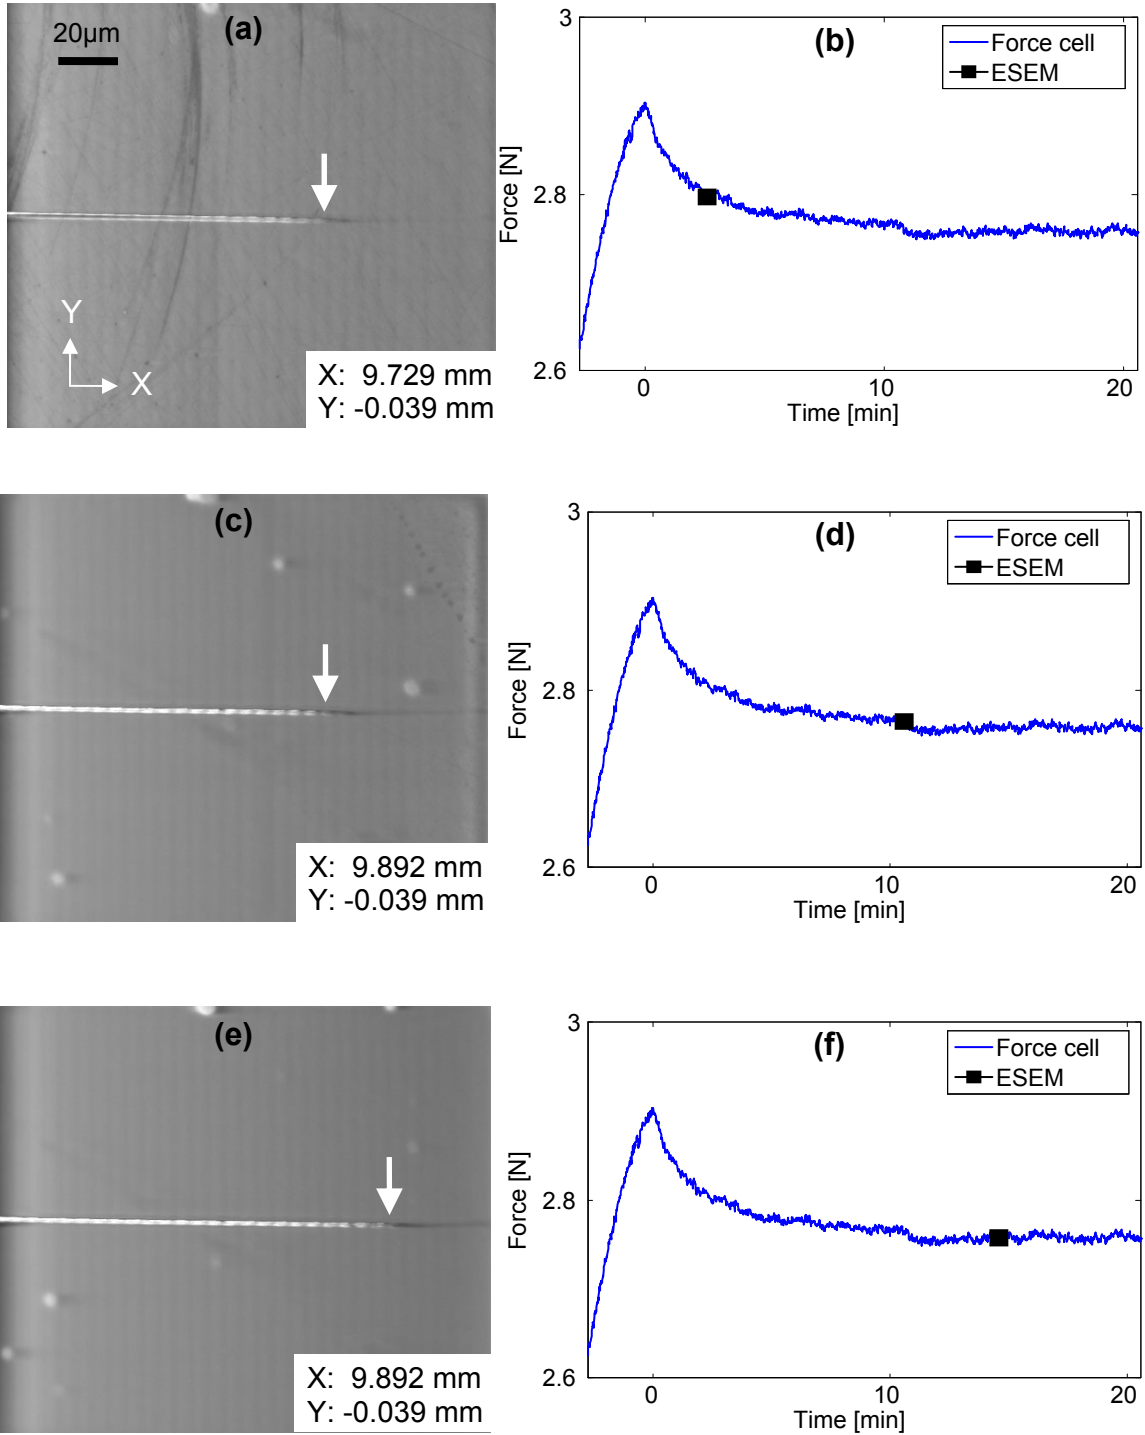 (a)
20µm
Y
X
X: 9.729 mm
Y: -0.039 mm
(b)
Force cell
ESEM
3
2.8
2.6
Force [N]
0 10 20
Time [min]
(c)
X: 9.892 mm
Y: -0.039 mm
(d)
Force cell
ESEM
3
2.8
2.6
Force [N]
0 10 20
Time [min]
(e)
X: 9.892 mm
Y: -0.039 mm
(f)
Force cell
ESEM
3
2.8
2.6
Force [N]
0 10 20
Time [min]